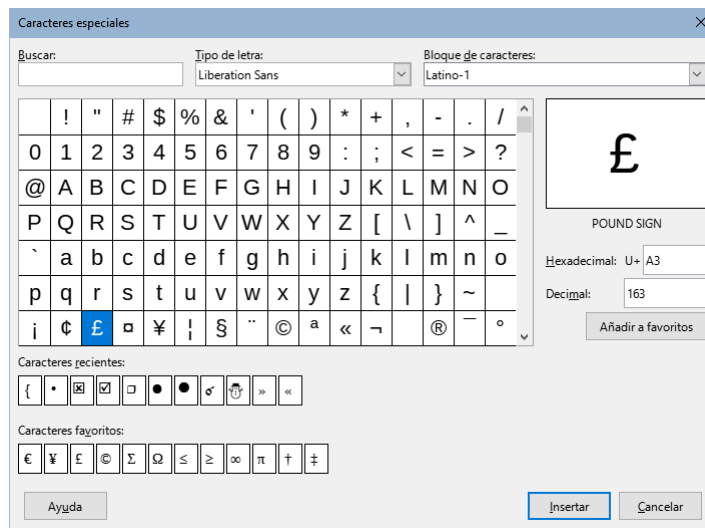 Caracteres especiales
Buscar:
Tipo de letra:
Bloque de caracteres:
Liberation Sans
Latino-1
! " # $ % & ' ( ) * + , - . /
0 1 2 3 4 5 6 7 8 9 : ; < = > ?
@ A B C D E F G H I J K L M N O
P Q R S T U V W X Y Z [ \ ] ^ _
` a b c d e f g h i j k l m n o
p q r s t u v w x y z { | } ~
¡ ¢ £ ¤ ¥ ¦ § ¨ © ª « ¬ ® ¯ °
£
POUND SIGN
Hexadecimal: U+ A3
Decimal: 163
Añadir a favoritos
Caracteres recientes:
{ • ☒ ☑ ❒ ● ⚫ ☌ ☃ » «
Caracteres favoritos:
€ ¥ £ © Σ Ω ≤ ≥ ∞ π † ‡
Ayuda
Insertar
Cancelar